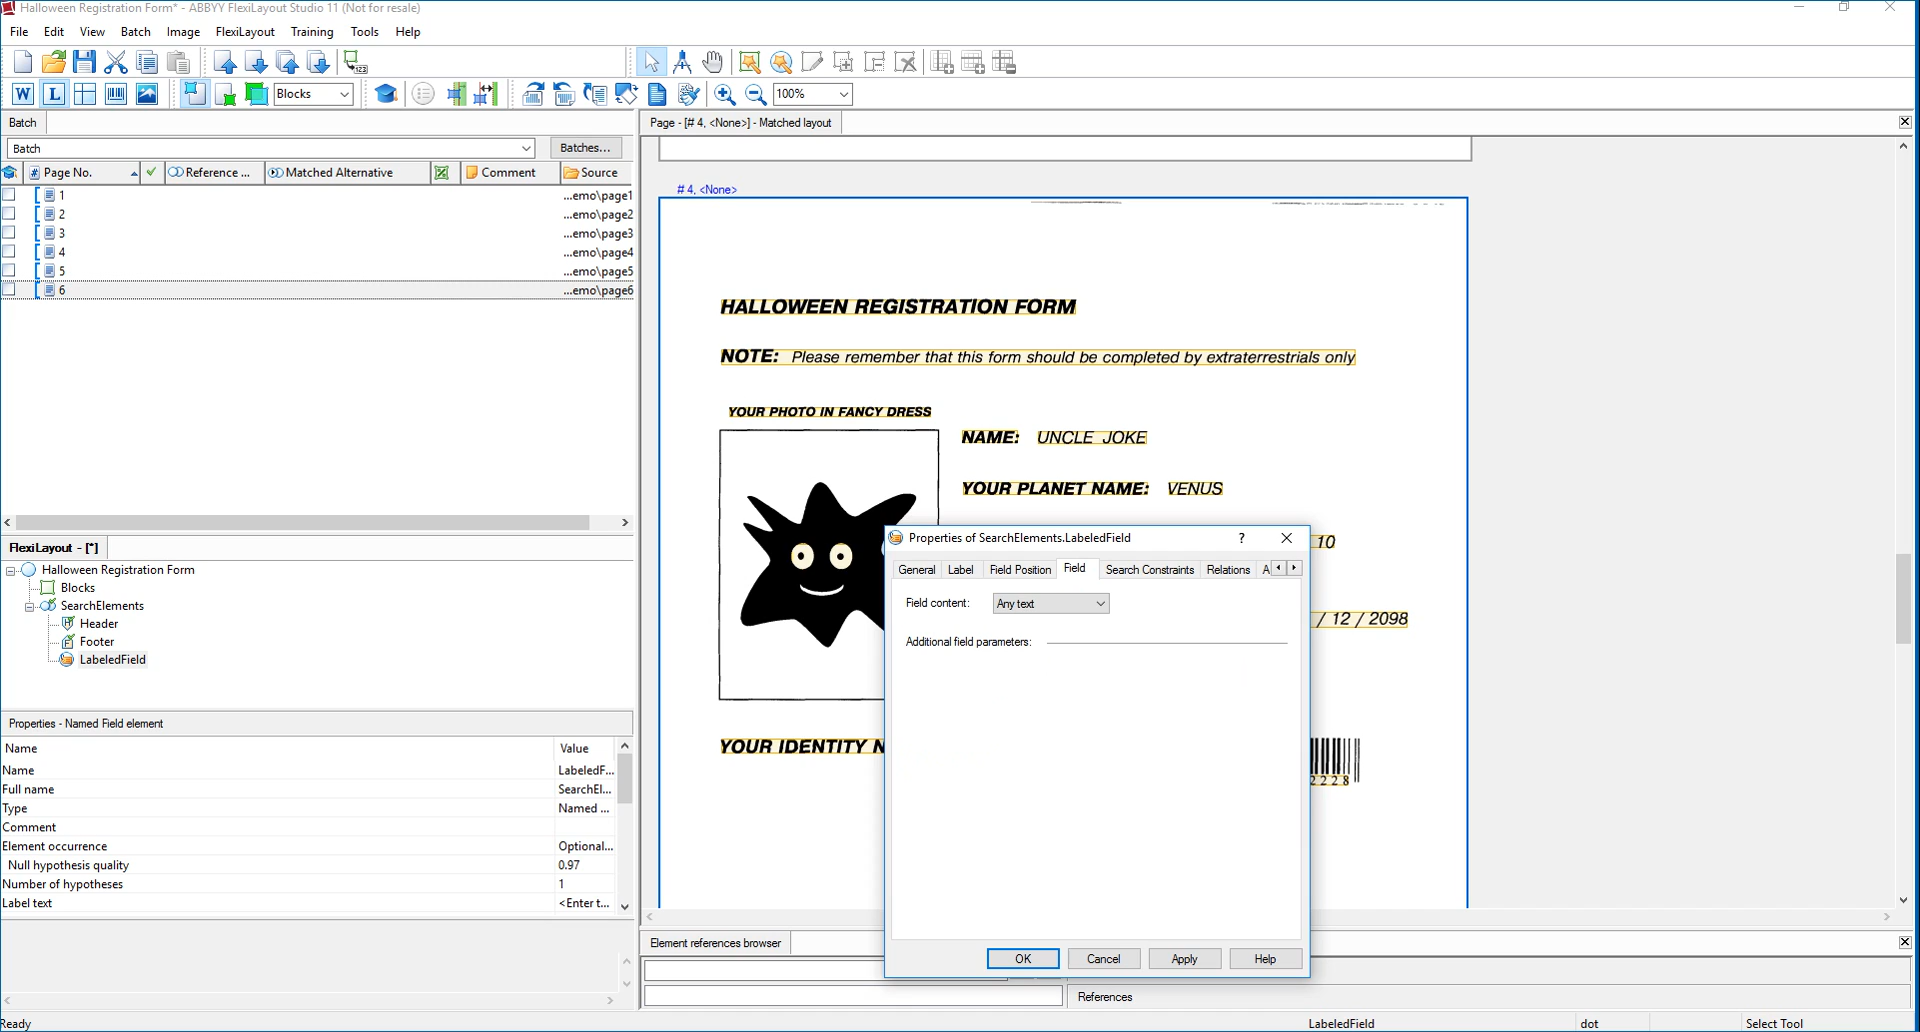 Halloween Registration Form* - ABBYY FlexiLayout Studio 11 (Not for resale)
File Edit View Batch Image FlexiLayout Training Tools Help
123
W L Blocks 100%
Batch
Batch Batches...
# Page No. Reference ... Matched Alternative Comment Source
1 ...emo\page1
2 ...emo\page2
3 ...emo\page3
4 ...emo\page4
5 ...emo\page5
6 ...emo\page6
FlexiLayout - [*]
Halloween Registration Form
Blocks
SearchElements
Header
Footer
LabeledField
Properties - Named Field element
Name Value
Name LabeledF...
Full name SearchEl...
Type Named ...
Comment
Element occurrence Optional...
Null hypothesis quality 0.97
Number of hypotheses 1
Label text <Enter t...
Page - [# 4, <None>] - Matched layout
# 4, <None>
HALLOWEEN REGISTRATION FORM
NOTE: Please remember that this form should be completed by extraterrestrials only
YOUR PHOTO IN FANCY DRESS
NAME: UNCLE JOKE
YOUR PLANET NAME: VENUS
10
/ 12 / 2098
YOUR IDENTITY N
2 2 2 8
Properties of SearchElements.LabeledField ?
General Label Field Position Field Search Constraints Relations A
Field content: Any text
Additional field parameters:
OK Cancel Apply Help
Element references browser
References
Ready LabeledField dot Select Tool